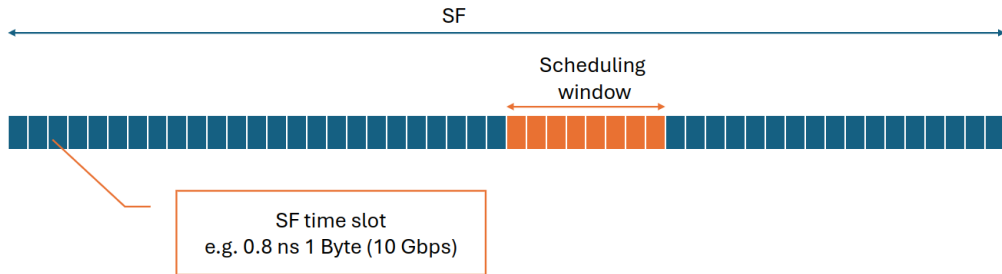 SF
Scheduling
window
SF time slot
e.g. 0.8 ns 1 Byte (10 Gbps)